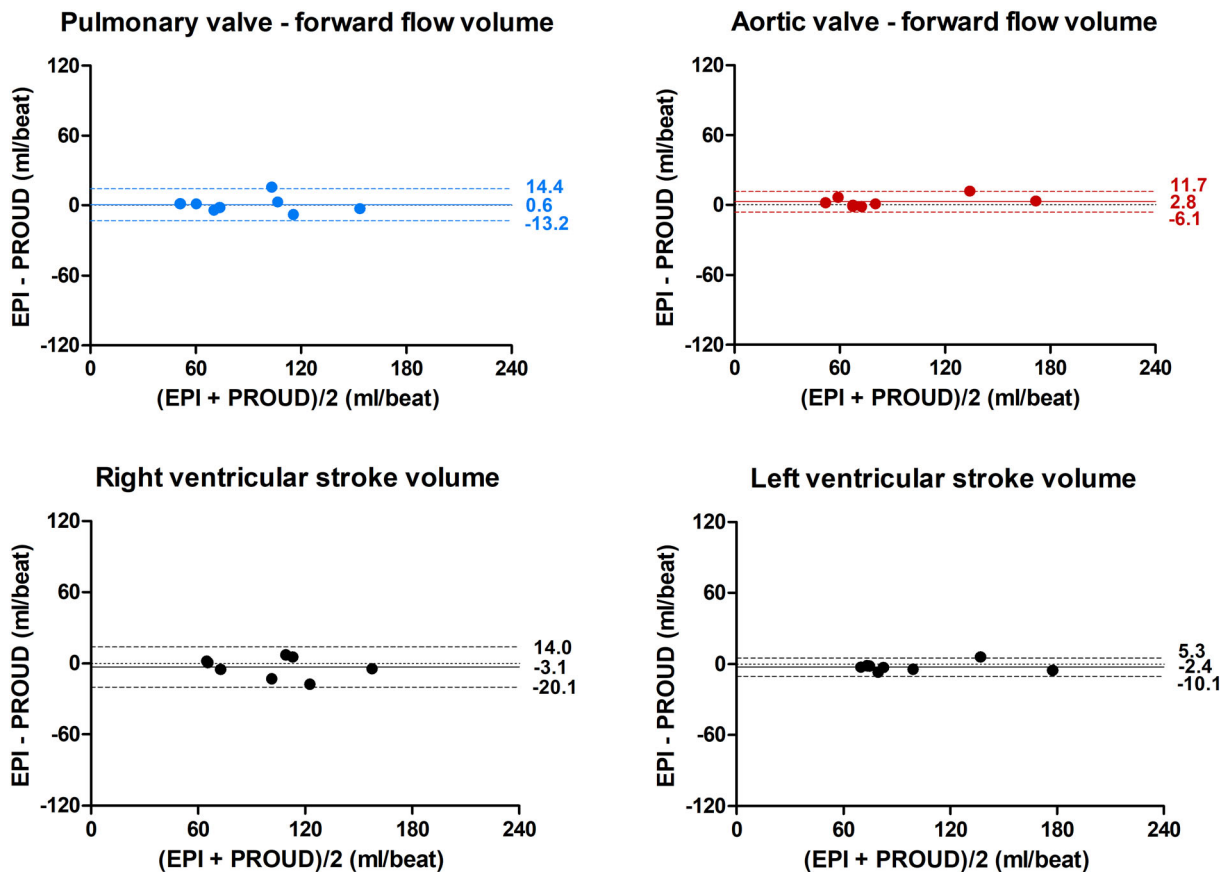 Pulmonary valve - forward flow volume
120
60
0
-60
-120
EPI - PROUD (ml/beat)
14.4
0.6
-13.2
0 60 120 180 240
(EPI + PROUD)/2 (ml/beat)
Aortic valve - forward flow volume
120
60
0
-60
-120
EPI - PROUD (ml/beat)
11.7
2.8
-6.1
0 60 120 180 240
(EPI + PROUD)/2 (ml/beat)
Right ventricular stroke volume
120
60
0
-60
-120
EPI - PROUD (ml/beat)
14.0
-3.1
-20.1
0 60 120 180 240
(EPI + PROUD)/2 (ml/beat)
Left ventricular stroke volume
120
60
0
-60
-120
EPI - PROUD (ml/beat)
5.3
-2.4
-10.1
0 60 120 180 240
(EPI + PROUD)/2 (ml/beat)